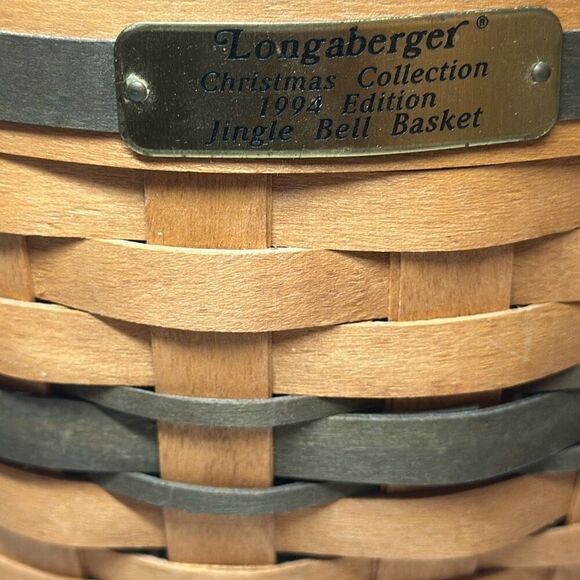 Longaberger®
Christmas Collection
1994 Edition
Jingle Bell Basket